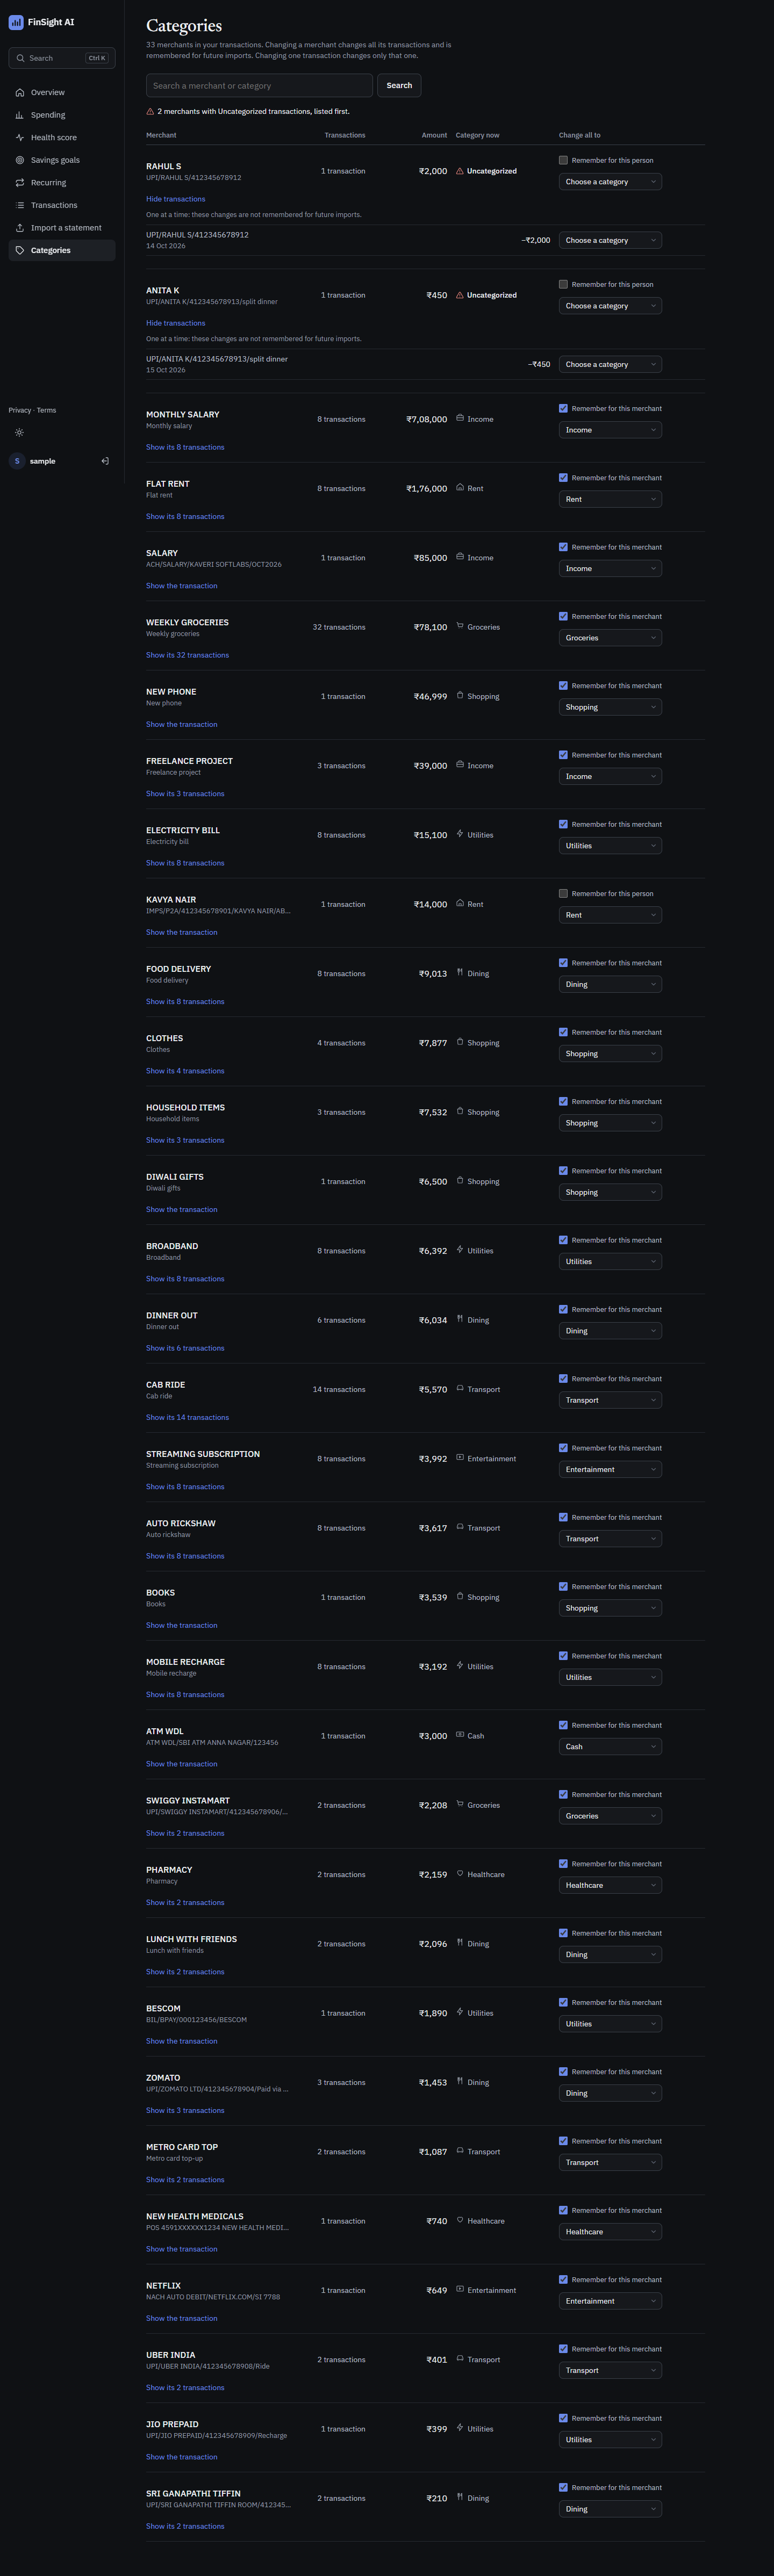 FinSight AI
Search Ctrl K
Overview
Spending
Health score
Savings goals
Recurring
Transactions
Import a statement
Categories
Privacy · Terms
S sample
Categories
33 merchants in your transactions. Changing a merchant changes all its transactions and is
remembered for future imports. Changing one transaction changes only that one.
Search a merchant or category Search
2 merchants with Uncategorized transactions, listed first.
Merchant Transactions Amount Category now Change all to
RAHUL S
UPI/RAHUL S/412345678912
1 transaction ₹2,000 Uncategorized
Remember for this person
Choose a category
Hide transactions
One at a time: these changes are not remembered for future imports.
UPI/RAHUL S/412345678912
14 Oct 2026
−₹2,000 Choose a category
ANITA K
UPI/ANITA K/412345678913/split dinner
1 transaction ₹450 Uncategorized
Remember for this person
Choose a category
Hide transactions
One at a time: these changes are not remembered for future imports.
UPI/ANITA K/412345678913/split dinner
15 Oct 2026
−₹450 Choose a category
MONTHLY SALARY
Monthly salary
8 transactions ₹7,08,000 Income
Remember for this merchant
Income
Show its 8 transactions
FLAT RENT
Flat rent
8 transactions ₹1,76,000 Rent
Remember for this merchant
Rent
Show its 8 transactions
SALARY
ACH/SALARY/KAVERI SOFTLABS/OCT2026
1 transaction ₹85,000 Income
Remember for this merchant
Income
Show the transaction
WEEKLY GROCERIES
Weekly groceries
32 transactions ₹78,100 Groceries
Remember for this merchant
Groceries
Show its 32 transactions
NEW PHONE
New phone
1 transaction ₹46,999 Shopping
Remember for this merchant
Shopping
Show the transaction
FREELANCE PROJECT
Freelance project
3 transactions ₹39,000 Income
Remember for this merchant
Income
Show its 3 transactions
ELECTRICITY BILL
Electricity bill
8 transactions ₹15,100 Utilities
Remember for this merchant
Utilities
Show its 8 transactions
KAVYA NAIR
IMPS/P2A/412345678901/KAVYA NAIR/AB...
1 transaction ₹14,000 Rent
Remember for this person
Rent
Show the transaction
FOOD DELIVERY
Food delivery
8 transactions ₹9,013 Dining
Remember for this merchant
Dining
Show its 8 transactions
CLOTHES
Clothes
4 transactions ₹7,877 Shopping
Remember for this merchant
Shopping
Show its 4 transactions
HOUSEHOLD ITEMS
Household items
3 transactions ₹7,532 Shopping
Remember for this merchant
Shopping
Show its 3 transactions
DIWALI GIFTS
Diwali gifts
1 transaction ₹6,500 Shopping
Remember for this merchant
Shopping
Show the transaction
BROADBAND
Broadband
8 transactions ₹6,392 Utilities
Remember for this merchant
Utilities
Show its 8 transactions
DINNER OUT
Dinner out
6 transactions ₹6,034 Dining
Remember for this merchant
Dining
Show its 6 transactions
CAB RIDE
Cab ride
14 transactions ₹5,570 Transport
Remember for this merchant
Transport
Show its 14 transactions
STREAMING SUBSCRIPTION
Streaming subscription
8 transactions ₹3,992 Entertainment
Remember for this merchant
Entertainment
Show its 8 transactions
AUTO RICKSHAW
Auto rickshaw
8 transactions ₹3,617 Transport
Remember for this merchant
Transport
Show its 8 transactions
BOOKS
Books
1 transaction ₹3,539 Shopping
Remember for this merchant
Shopping
Show the transaction
MOBILE RECHARGE
Mobile recharge
8 transactions ₹3,192 Utilities
Remember for this merchant
Utilities
Show its 8 transactions
ATM WDL
ATM WDL/SBI ATM ANNA NAGAR/123456
1 transaction ₹3,000 Cash
Remember for this merchant
Cash
Show the transaction
SWIGGY INSTAMART
UPI/SWIGGY INSTAMART/412345678906/...
2 transactions ₹2,208 Groceries
Remember for this merchant
Groceries
Show its 2 transactions
PHARMACY
Pharmacy
2 transactions ₹2,159 Healthcare
Remember for this merchant
Healthcare
Show its 2 transactions
LUNCH WITH FRIENDS
Lunch with friends
2 transactions ₹2,096 Dining
Remember for this merchant
Dining
Show its 2 transactions
BESCOM
BIL/BPAY/000123456/BESCOM
1 transaction ₹1,890 Utilities
Remember for this merchant
Utilities
Show the transaction
ZOMATO
UPI/ZOMATO LTD/412345678904/Paid via ...
3 transactions ₹1,453 Dining
Remember for this merchant
Dining
Show its 3 transactions
METRO CARD TOP
Metro card top-up
2 transactions ₹1,087 Transport
Remember for this merchant
Transport
Show its 2 transactions
NEW HEALTH MEDICALS
POS 4591XXXXXX1234 NEW HEALTH MEDI...
1 transaction ₹740 Healthcare
Remember for this merchant
Healthcare
Show the transaction
NETFLIX
NACH AUTO DEBIT/NETFLIX.COM/SI 7788
1 transaction ₹649 Entertainment
Remember for this merchant
Entertainment
Show the transaction
UBER INDIA
UPI/UBER INDIA/412345678908/Ride
2 transactions ₹401 Transport
Remember for this merchant
Transport
Show its 2 transactions
JIO PREPAID
UPI/JIO PREPAID/412345678909/Recharge
1 transaction ₹399 Utilities
Remember for this merchant
Utilities
Show the transaction
SRI GANAPATHI TIFFIN
UPI/SRI GANAPATHI TIFFIN ROOM/412345...
2 transactions ₹210 Dining
Remember for this merchant
Dining
Show its 2 transactions